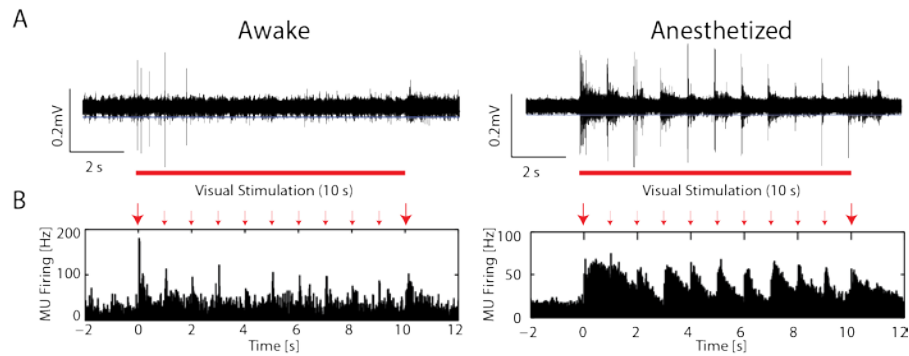 A
Awake
Anesthetized
0.2mV
2 s
0.2mV
2 s
Visual Stimulation (10 s)
Visual Stimulation (10 s)
B
MU Firing [Hz]
200
100
0
−2 0 2 4 6 8 10 12
Time [s]
MU Firing [Hz]
100
50
0
−2 0 2 4 6 8 10 12
Time [s]